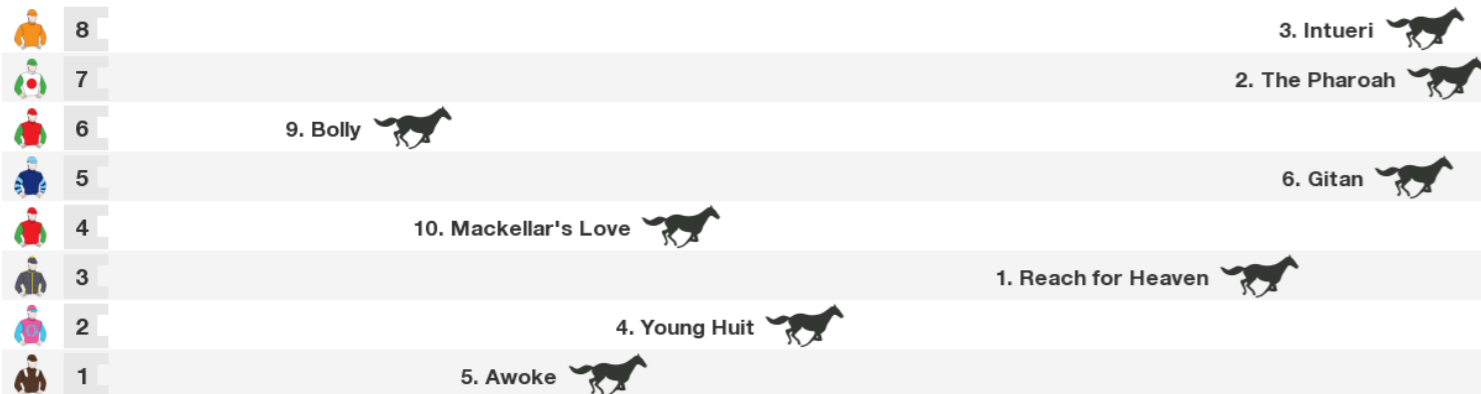 8 3. Intueri
7 2. The Pharoah
6 9. Bolly
5 6. Gitan
4 10. Mackellar's Love
3 1. Reach for Heaven
2 4. Young Huit
1 5. Awoke